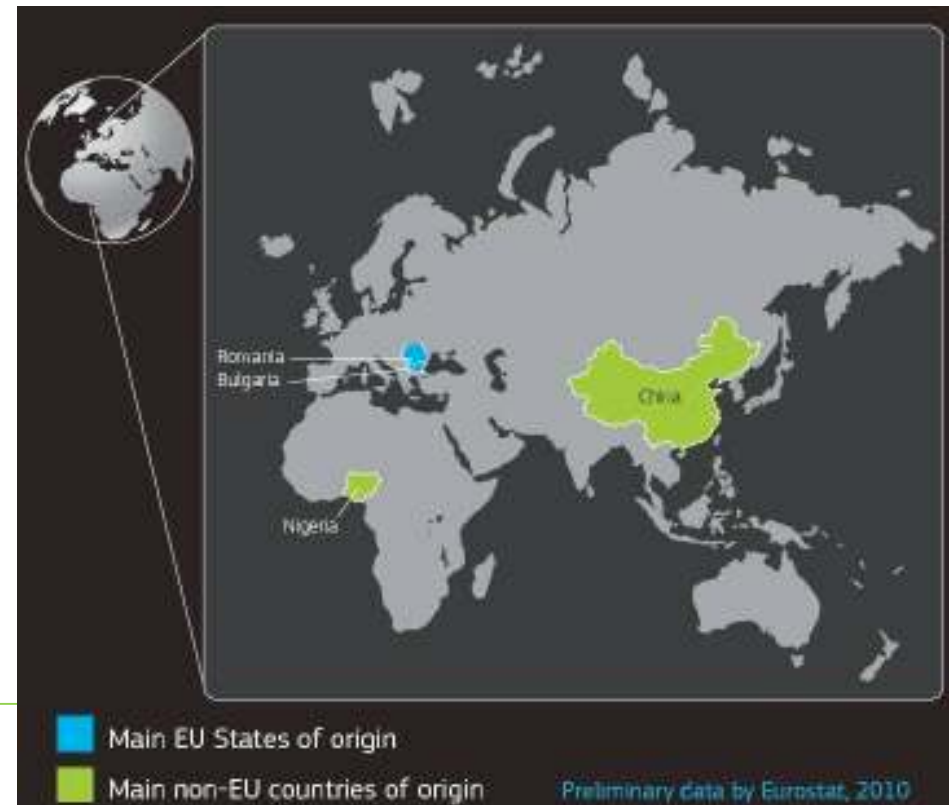 Romania
Bulgaria
China
Nigeria
Main EU States of origin
Main non-EU countries of origin
Preliminary data by Eurostat, 2010